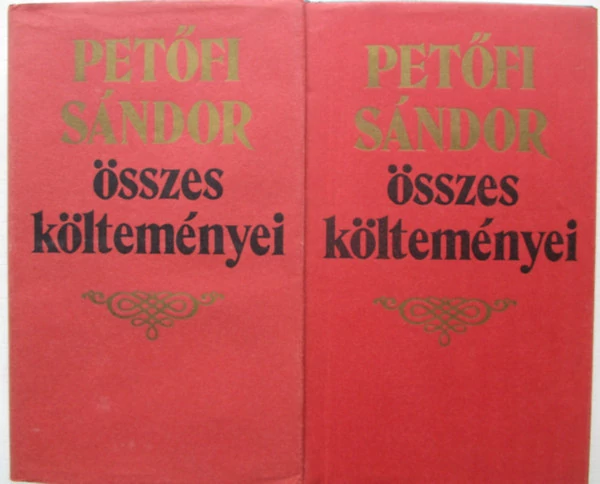 PETŐFI
SÁNDOR
összes
költeményei
PETŐFI
SÁNDOR
összes
költeményei